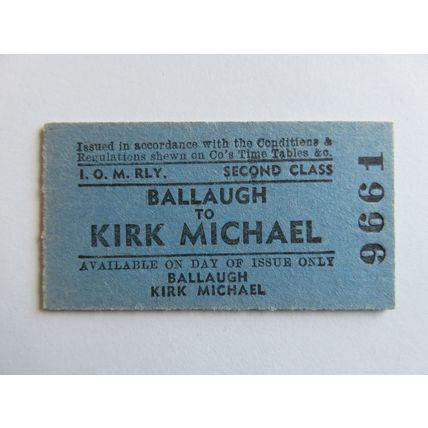 Issued in accordance with the Conditions &
Regulations shewn on Co's Time Tables &c.
I. O. M. RLY. SECOND CLASS
BALLAUGH
TO
KIRK MICHAEL
AVAILABLE ON DAY OF ISSUE ONLY
BALLAUGH
KIRK MICHAEL
1996